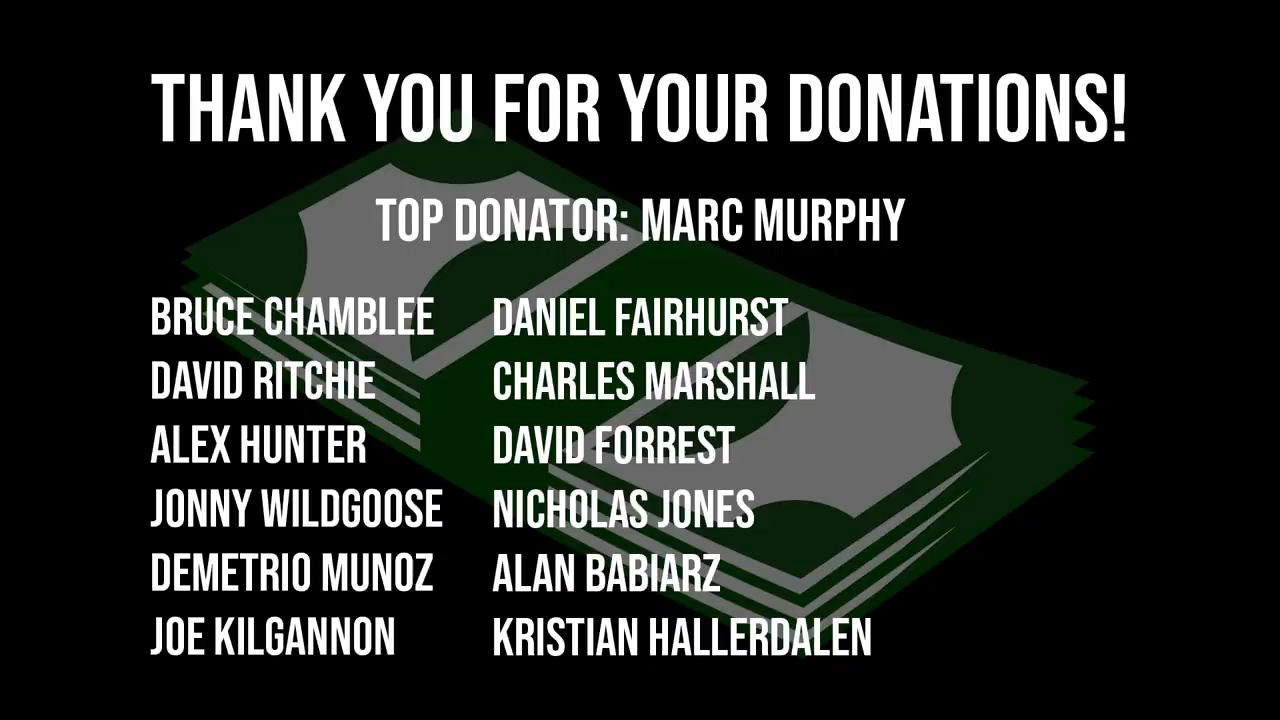 THANK YOU FOR YOUR DONATIONS!
TOP DONATOR: MARC MURPHY
BRUCE CHAMBLEE
DAVID RITCHIE
ALEX HUNTER
JONNY WILDGOOSE
DEMETRIO MUNOZ
JOE KILGANNON
DANIEL FAIRHURST
CHARLES MARSHALL
DAVID FORREST
NICHOLAS JONES
ALAN BABIARZ
KRISTIAN HALLERDALEN